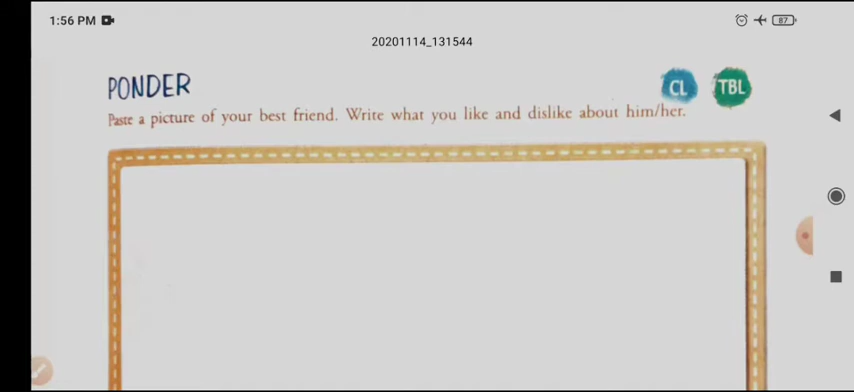 1:56 PM
87
20201114_131544
PONDER
CL TBL
Paste a picture of your best friend. Write what you like and dislike about him/her.